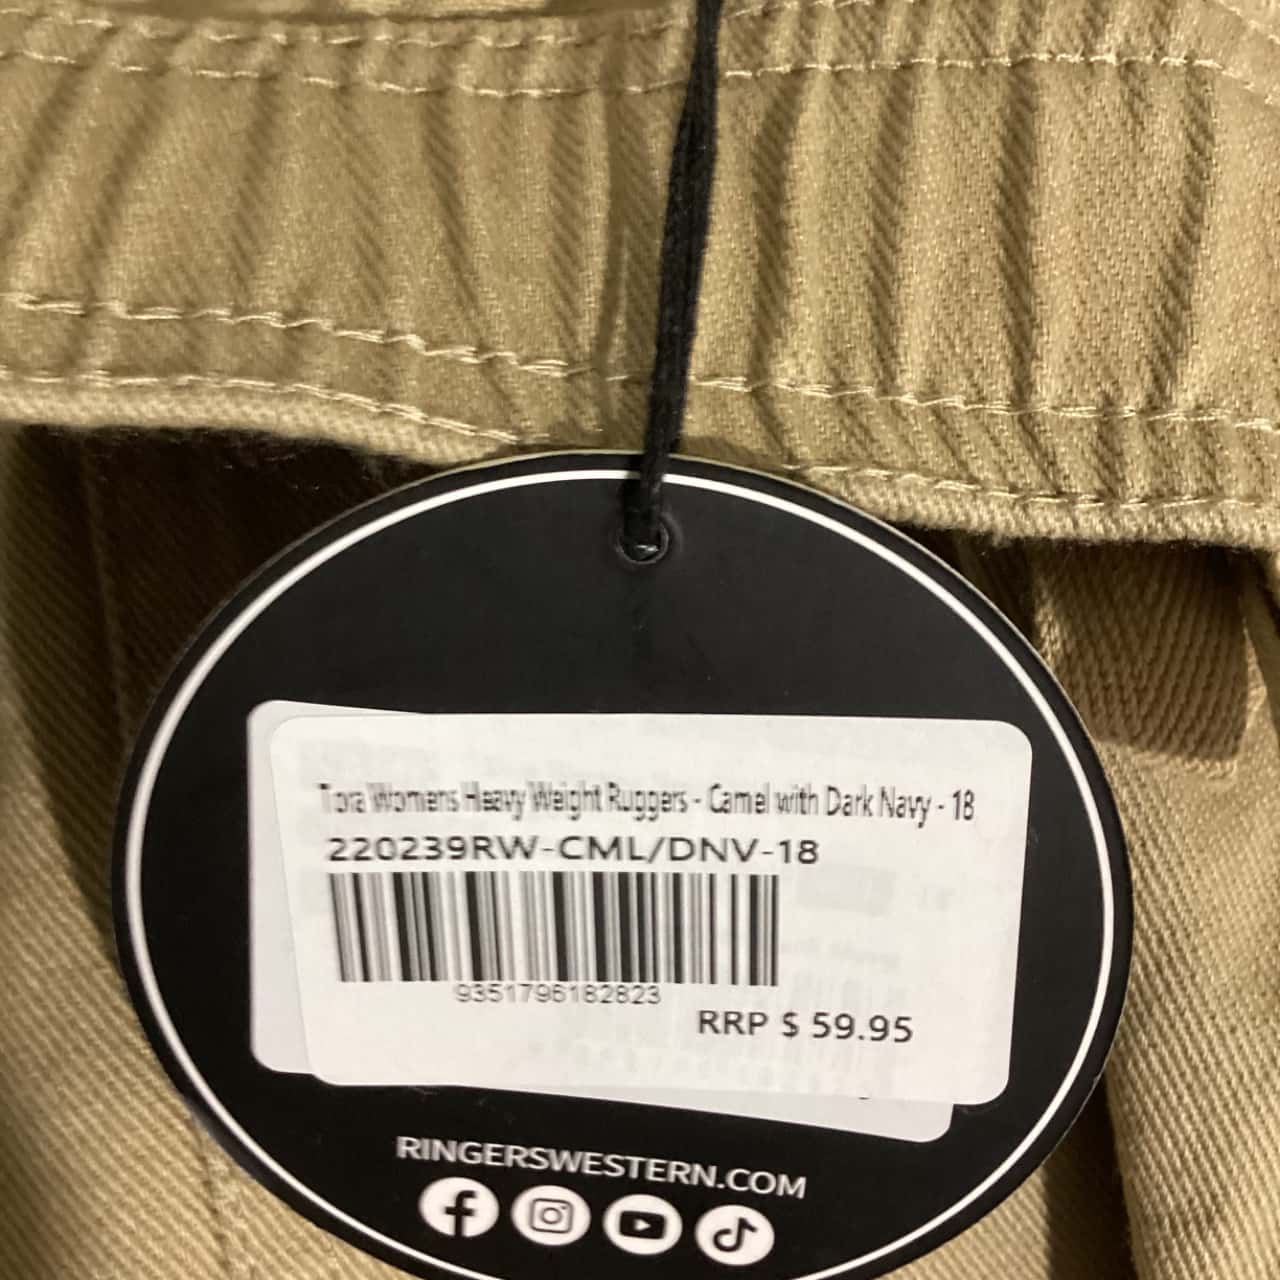 Tora Womens Heavy Weight Ruggers - Camel with Dark Navy - 18
220239RW-CML/DNV-18
9351796182823
RRP $ 59.95
RINGERSWESTERN.COM